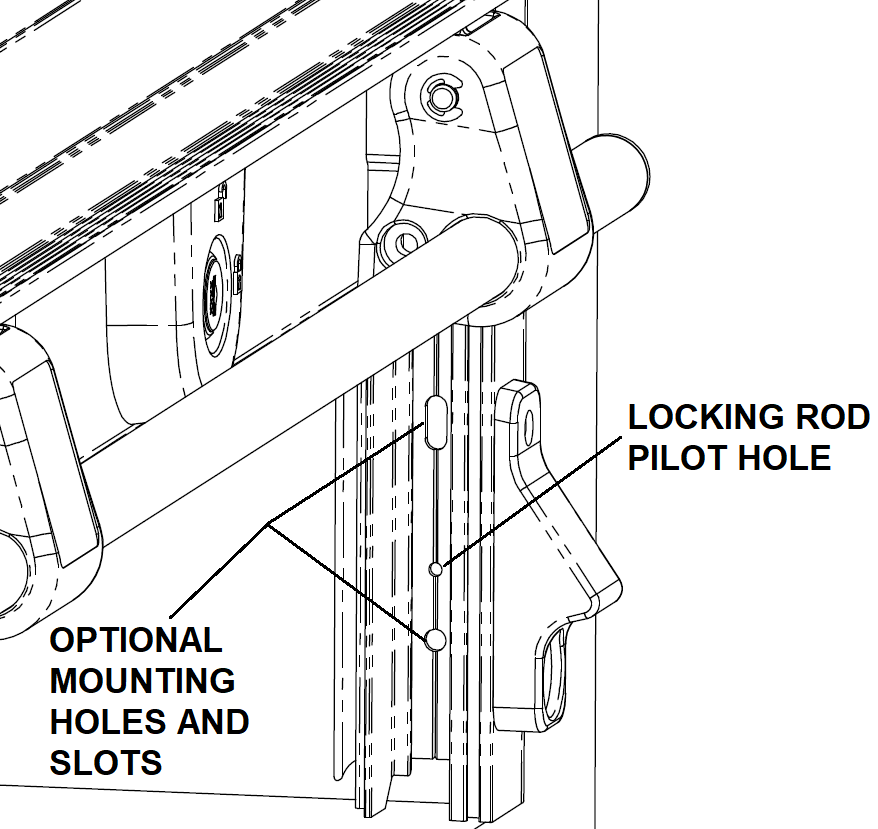 LOCKING ROD
PILOT HOLE
OPTIONAL
MOUNTING
HOLES AND
SLOTS